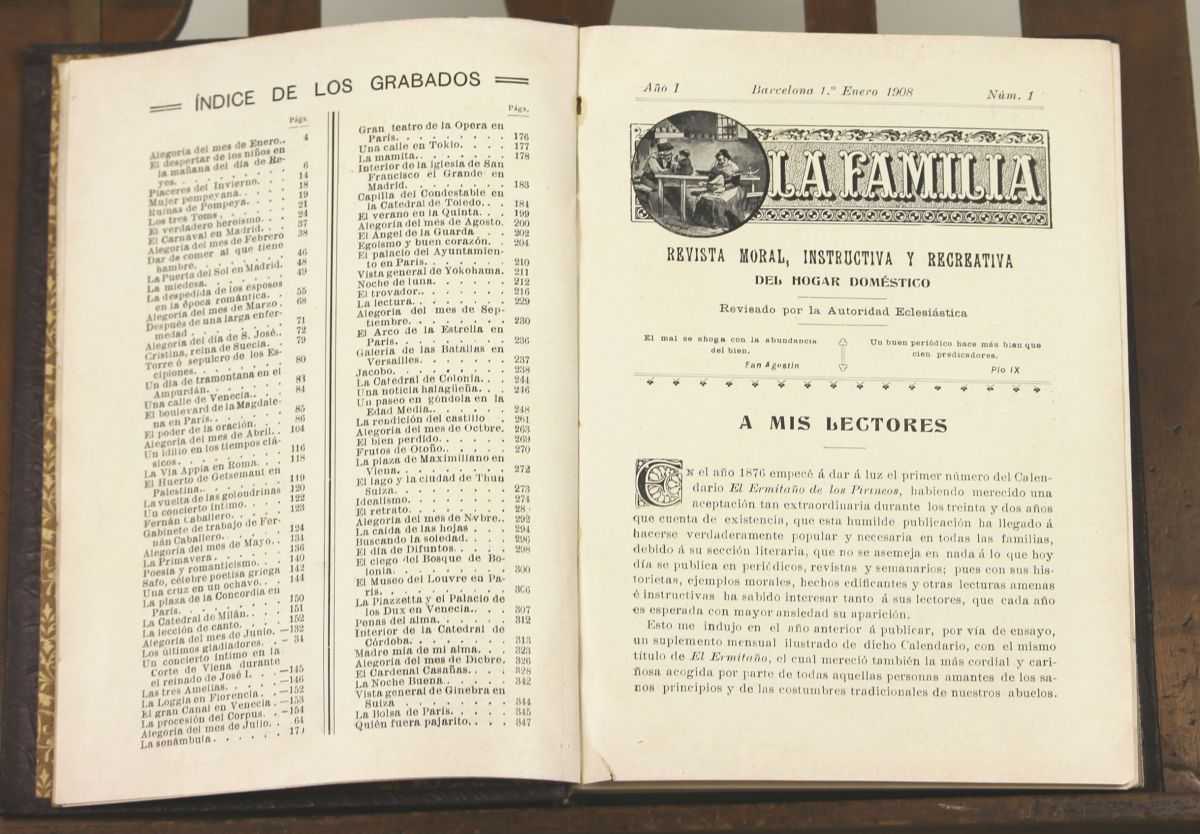 ÍNDICE DE LOS GRABADOS
Págs.
Alegoría del mes de Enero.. 4
El despertar de los niños en
la mañana del día de Re-
yes. . . . . . . . . . 6
Placeres del Invierno. . . 14
Mujer pompeyana. . . . 18
Ruinas de Pompeya. . . . 19
Los tres Toms. . . . . . 21
El verdadero heroísmo. . . 24
El Carnaval en Madrid. . . 37
Alegoría del mes de Febrero 38
Dar de comer al que tiene
hambre. . . . . . . . . 46
La Puerta del Sol en Madrid. 48
La miedesa. . . . . . . 49
La despedida de los esposos
en la época romántica. . . 55
Alegoría del mes de Marzo . 68
Después de una larga enfer-
medad . . . . . . . . . 71
Alegoría del día de S. José.. 72
Cristina, reina de Suecia. . 79
Torre ó sepulcro de los Es-
cipiones. . . . . . . . 80
Un día de tramontana en el
Ampurdán. . . . . . . . 83
Una calle de Venecia.. . . 84
El boulevard de la Magdale-
na en París.. . . . . . . 85
El poder de la oración. . . 86
Alegoría del mes de Abril.. 104
Un idilio en los tiempos clá-
sicos. . . . . . . . . . 116
La Vía Appia en Roma. . . 118
El Huerto de Getsemaní en
Palestina.. . . . . . . . 119
La vuelta de las golondrinas 120
Un concierto íntimo. . . . 122
Fernán Caballero. . . . . 123
Gabinete de trabajo de Fer-
nán Caballero. . . . . . 124
Alegoría del mes de Mayo.. 134
La Primavera. . . . . . 136
Poesía y romanticismo. . . 140
Safo, célebre poetisa griega 142
Una cruz en un ochavo. . . 144
La plaza de la Concordia en
París. . . . . . . . . . 150
La Catedral de Milán. . . . 151
La lección de canto. . . . 152
Alegoría del mes de Junio. —132
Los últimos gladiadores. . — 34
Un concierto íntimo en la
Corte de Viena durante
el reinado de José I. . . . —145
Las tres Amelias. . . . . —146
La Loggia en Florencia. . —152
El gran Canal en Venecia . —153
La procesión del Corpus. . —154
Alegoría del mes de Julio. . 64
La sonámbula. . . . . .
Págs.
Gran teatro de la Opera en
París. . . . . . . . . . 176
Una calle en Tokio. . . . 177
La mamita. . . . . . . 178
Interior de la iglesia de San
Francisco el Grande en
Madrid. . . . . . . . . 183
Capilla del Condestable en
la Catedral de Toledo. . . 184
El verano en la Quinta. . . 199
Alegoría del mes de Agosto. 200
El Angel de la Guarda . . 202
Egoísmo y buen corazón. . 204
El palacio del Ayuntamien-
to en París. . . . . . . . 210
Vista general de Yokohama. 211
Noche de luna. . . . . . 212
El trovador.. . . . . . . 216
La lectura. . . . . . . . 229
Alegoría del mes de Sep-
tiembre. . . . . . . . . 230
El Arco de la Estrella en
París. . . . . . . . . . 236
Galería de las Batallas en
Versalles. . . . . . . . 237
Jacobo. . . . . . . . . 238
La Catedral de Colonia.. . 244
Una noticia halagüeña. . . 246
Un paseo en góndola en la
Edad Media.. . . . . . . 248
La rendición del castillo . 261
Alegoría del mes de Octbre. 263
El bien perdido. . . . . . 269
Frutos de Otoño. . . . . 270
La plaza de Maximiliano en
Viena. . . . . . . . . . 272
El lago y la ciudad de Thun
Suiza. . . . . . . . . . 273
Idealismo. . . . . . . . 274
El retrato. . . . . . . . 28
Alegoría del mes de Nvbre.. 292
La caída de las hojas . . . 294
Buscando la soledad. . . . 296
El día de Difuntos. . . . . 298
El ciego del Bosque de Bo-
lonia. . . . . . . . . . 300
El Museo del Louvre en Pa-
rís. . . . . . . . . . . 306
La Piazzetta y el Palacio de
los Dux en Venecia.. . . . 307
Penas del alma. . . . . . 312
Interior de la Catedral de
Córdoba. . . . . . . . . 313
Madre mía de mi alma. . . 323
Alegoría del mes de Dicbre. 326
El Cardenal Casañas. . . . 328
La Noche Buena. . . . . 342
Vista general de Ginebra en
Suiza . . . . . . . . . 344
La Bolsa de París. . . . . 345
Quién fuera pajarito. . . . 347
Año I Barcelona 1.º Enero 1908 Núm. 1
LA FAMILIA
REVISTA MORAL, INSTRUCTIVA Y RECREATIVA
DEL HOGAR DOMÉSTICO
Revisado por la Autoridad Eclesiástica
El mal se ahoga con la abundancia
del bien.
San Agustín
Un buen periódico hace más bien que
cien predicadores.
Pío IX
A MIS LECTORES
EN el año 1876 empecé á dar á luz el primer número del Calen-
dario El Ermitaño de los Pirineos, habiendo merecido una
aceptación tan extraordinaria durante los treinta y dos años
que cuenta de existencia, que esta humilde publicación ha llegado á
hacerse verdaderamente popular y necesaria en todas las familias,
debido á su sección literaria, que no se asemeja en nada á lo que hoy
día se publica en periódicos, revistas y semanarios; pues con sus his-
torietas, ejemplos morales, hechos edificantes y otras lecturas amenas
é instructivas ha sabido interesar tanto á sus lectores, que cada año
es esperada con mayor ansiedad su aparición.
Esto me indujo en el año anterior á publicar, por vía de ensayo,
un suplemento mensual ilustrado de dicho Calendario, con el mismo
título de El Ermitaño, el cual mereció también la más cordial y cari-
ñosa acogida por parte de todas aquellas personas amantes de los sa-
nos principios y de las costumbres tradicionales de nuestros abuelos.